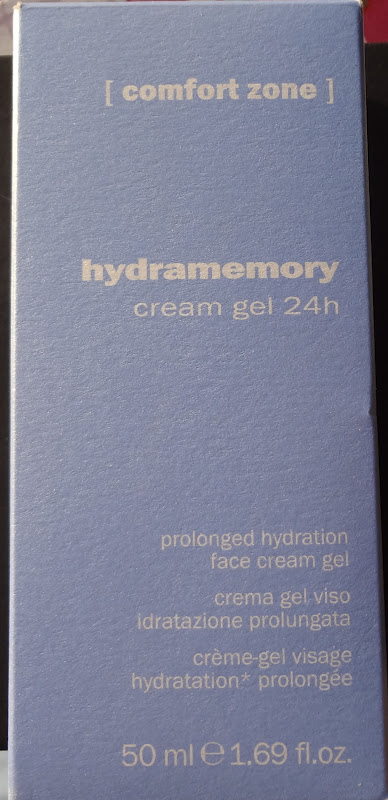 [ comfort zone ]
hydramemory
cream gel 24h
prolonged hydration
face cream gel
crema gel viso
idratazione prolungata
crème-gel visage
hydratation* prolongée
50 ml ℮ 1.69 fl.oz.